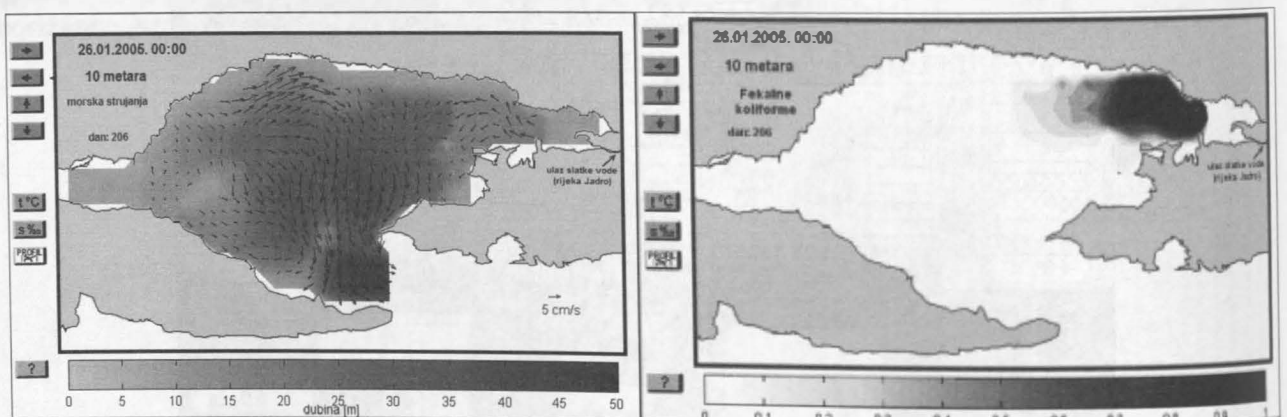 26.01.2005. 00:00
10 metara
morska strujanja
dan: 206
ulaz slatke vode
(rijeka Jadro)
t °C
s ‰
PROFIL
5 cm/s
?
0 5 10 15 20 25 30 35 40 45 50
dubina [m]
26.01.2005. 00:00
10 metara
Fekalne
koliforme
dan: 206
ulaz slatke vode
(rijeka Jadro)
t °C
s ‰
PROFIL
?